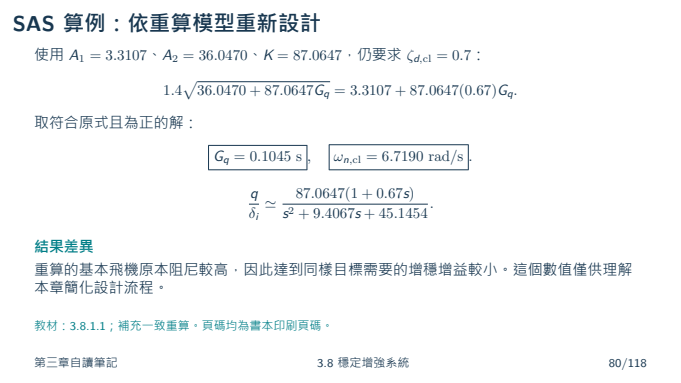 SAS 算例：依重算模型重新設計
使用 A₁ = 3.3107、A₂ = 36.0470、K = 87.0647，仍要求 ζ_{d,cl} = 0.7：
1.4√(36.0470 + 87.0647G_q) = 3.3107 + 87.0647(0.67)G_q.
取符合原式且為正的解：
G_q = 0.1045 s, ω_{n,cl} = 6.7190 rad/s.
q/δ_i ≃ 87.0647(1 + 0.67s)/(s² + 9.4067s + 45.1454).
結果差異
重算的基本飛機原本阻尼較高，因此達到同樣目標需要的增穩增益較小。這個數值僅供理解
本章簡化設計流程。
教材：3.8.1.1；補充一致重算。頁碼均為書本印刷頁碼。
第三章自讀筆記 3.8 穩定增強系統 80/118